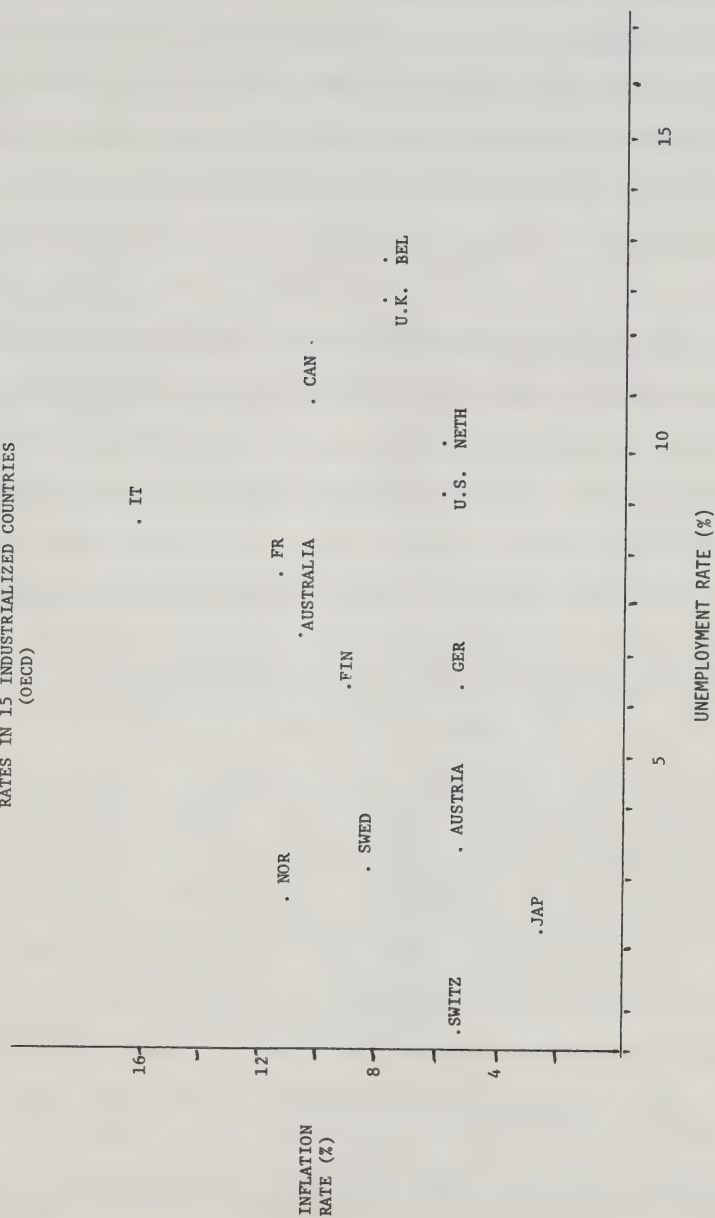 RATES IN 15 INDUSTRIALIZED COUNTRIES
(OECD)
INFLATION
RATE (%)
16
12
8
4
IT
NOR
FR
AUSTRALIA
CAN
FIN
SWED
U.K. BEL
SWITZ
AUSTRIA
GER
U.S. NETH
JAP
5
10
15
UNEMPLOYMENT RATE (%)